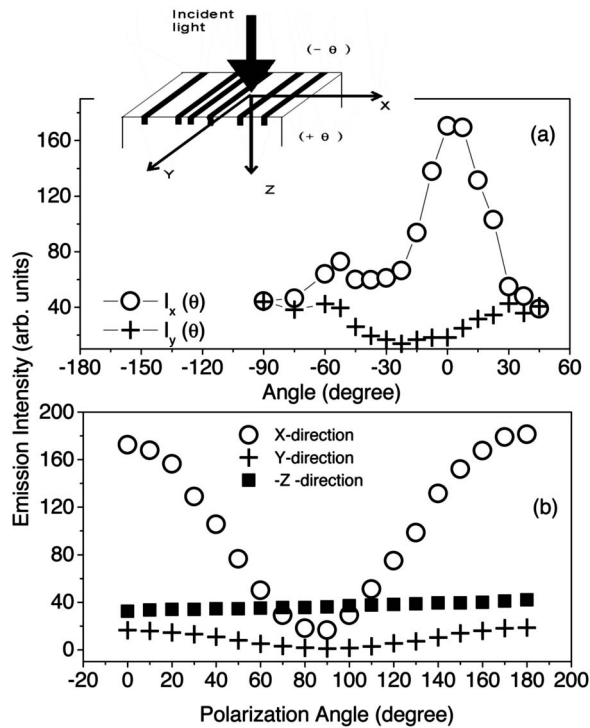 Incident
light
(- θ)
X
(+ θ)
Y
Z
(a)
160
120
80
40
0
I_x (θ)
I_y (θ)
-180 -150 -120 -90 -60 -30 0 30 60
Angle (degree)
Emission Intensity (arb. units)
200
160
120
80
40
0
X-direction
Y-direction
-Z -direction
(b)
-20 0 20 40 60 80 100 120 140 160 180 200
Polarization Angle (degree)